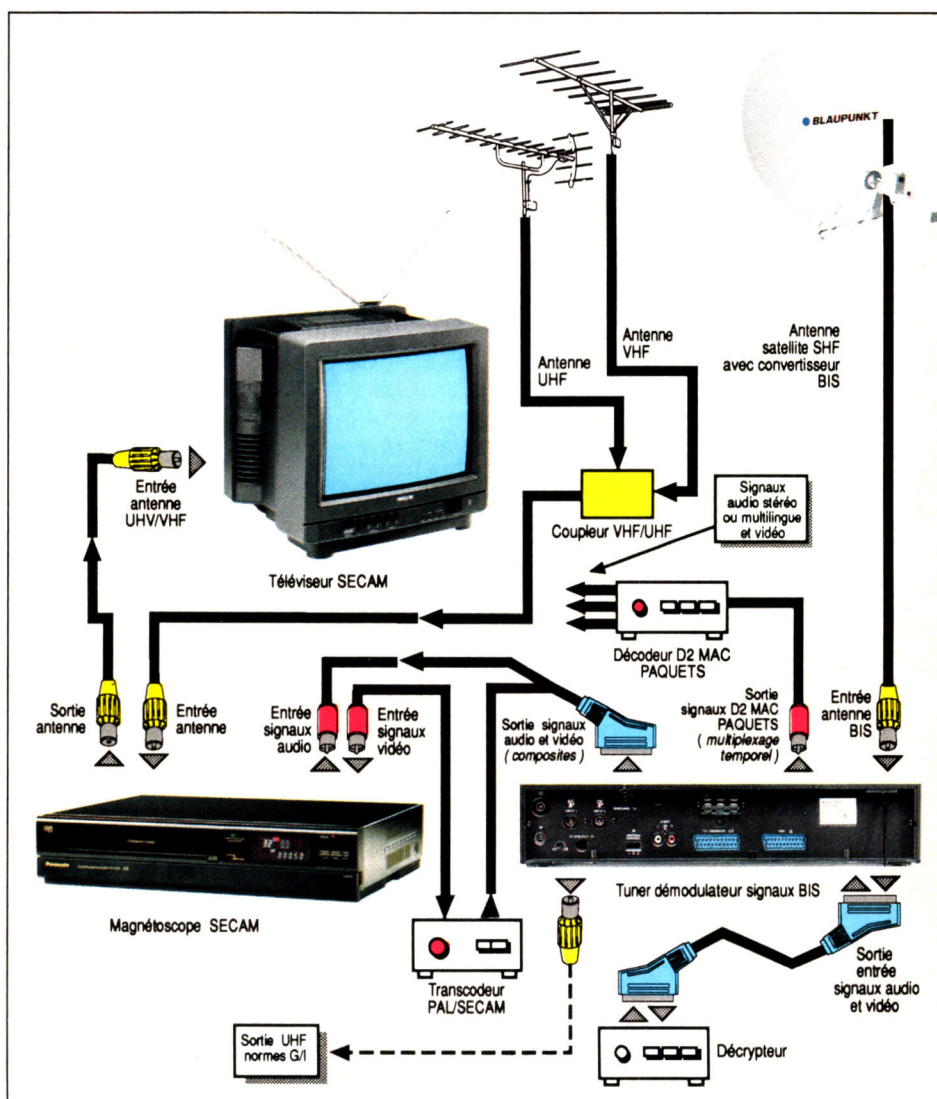 BLAUPUNKT
Antenne
UHF
Antenne
VHF
Antenne
satellite SHF
avec convertisseur
BIS
Entrée
antenne
UHV/VHF
Téléviseur SECAM
Coupleur VHF/UHF
Signaux
audio stéréo
ou multilingue
et vidéo
Décodeur D2 MAC
PAQUETS
Sortie
antenne
Entrée
antenne
Entrée
signaux
audio
Entrée
signaux
vidéo
Sortie signaux
audio et vidéo
( composites )
Sortie
signaux D2 MAC
PAQUETS
( multiplexage
temporel )
Entrée
antenne
BIS
Panasonic
Magnétoscope SECAM
Tuner démodulateur signaux BIS
Transcodeur
PAL/SECAM
Sortie
entrée
signaux audio
et vidéo
Sortie UHF
normes G/I
Décrypteur